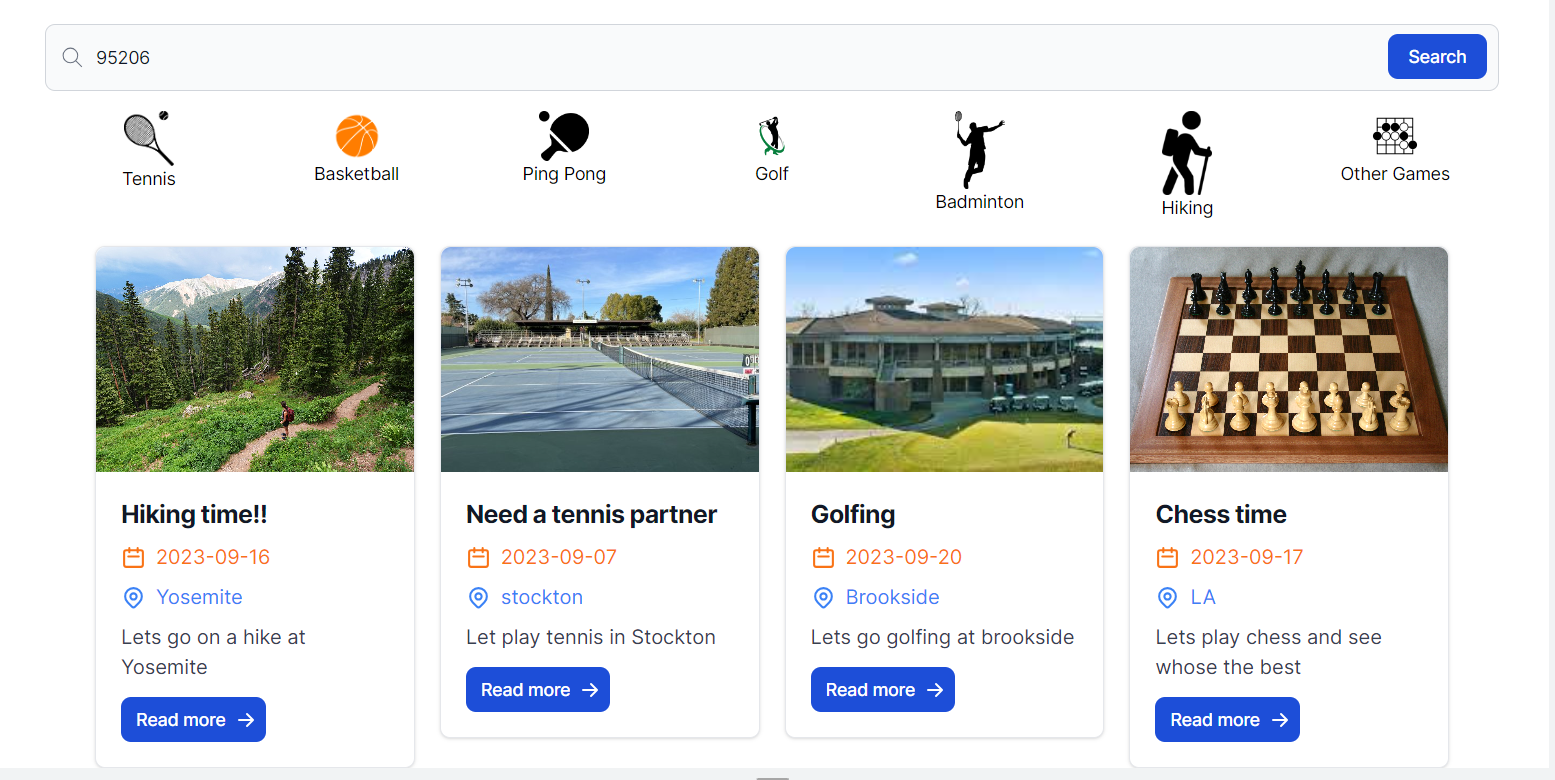 95206
Search
Tennis
Basketball
Ping Pong
Golf
Badminton
Hiking
Other Games
Hiking time!!
2023-09-16
Yosemite
Lets go on a hike at
Yosemite
Read more
Need a tennis partner
2023-09-07
stockton
Let play tennis in Stockton
Read more
Golfing
2023-09-20
Brookside
Lets go golfing at brookside
Read more
Chess time
2023-09-17
LA
Lets play chess and see
whose the best
Read more